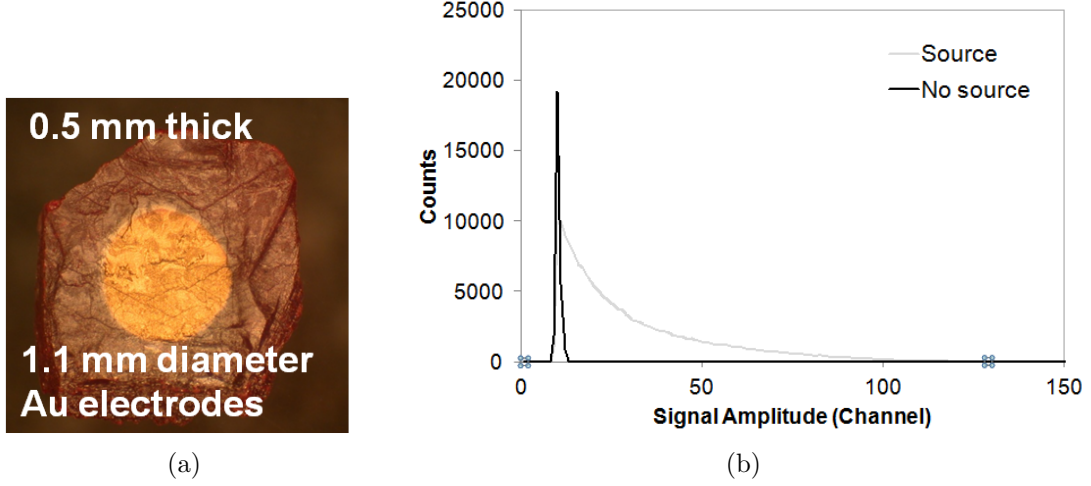 0.5 mm thick
1.1 mm diameter
Au electrodes
(a)
25000
20000
15000
10000
5000
0
Counts
Source
No source
0
50
100
150
Signal Amplitude (Channel)
(b)